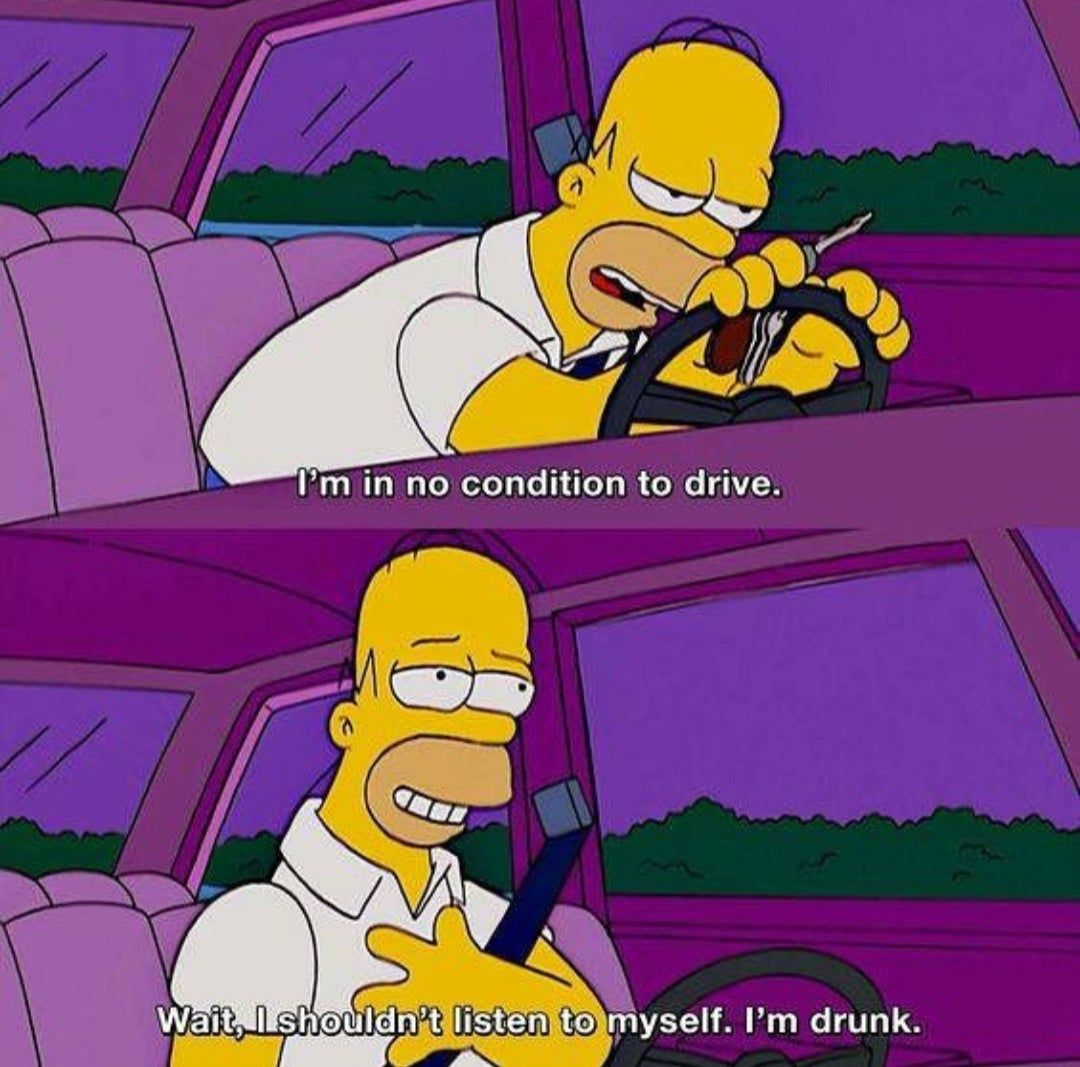 I'm in no condition to drive.
Wait, I shouldn't listen to myself. I'm drunk.